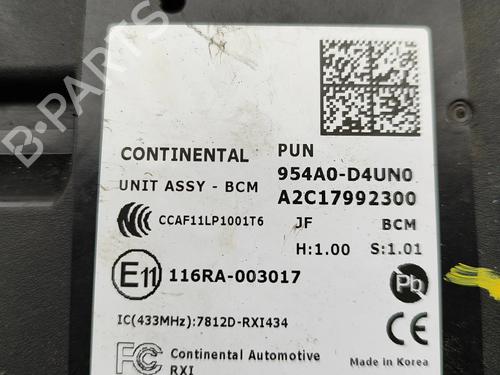 B-PARTS
CONTINENTAL PUN
UNIT ASSY - BCM 954A0-D4UN0
A2C17992300
CCAF11LP1001T6 JF BCM
H:1.00 S:1.01
E11 116RA-003017 Pb
IC(433MHz):7812D-RXI434
CE
FC Continental Automotive Made in Korea
RXI